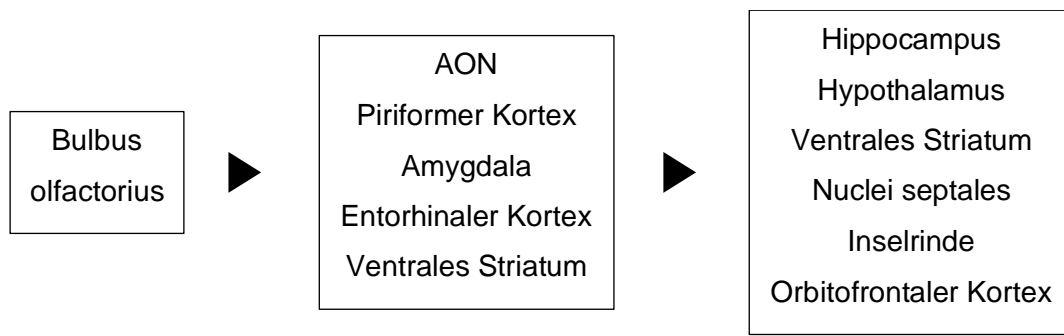 Bulbus
olfactorius
AON
Piriformer Kortex
Amygdala
Entorhinaler Kortex
Ventrales Striatum
Hippocampus
Hypothalamus
Ventrales Striatum
Nuclei septales
Inselrinde
Orbitofrontaler Kortex